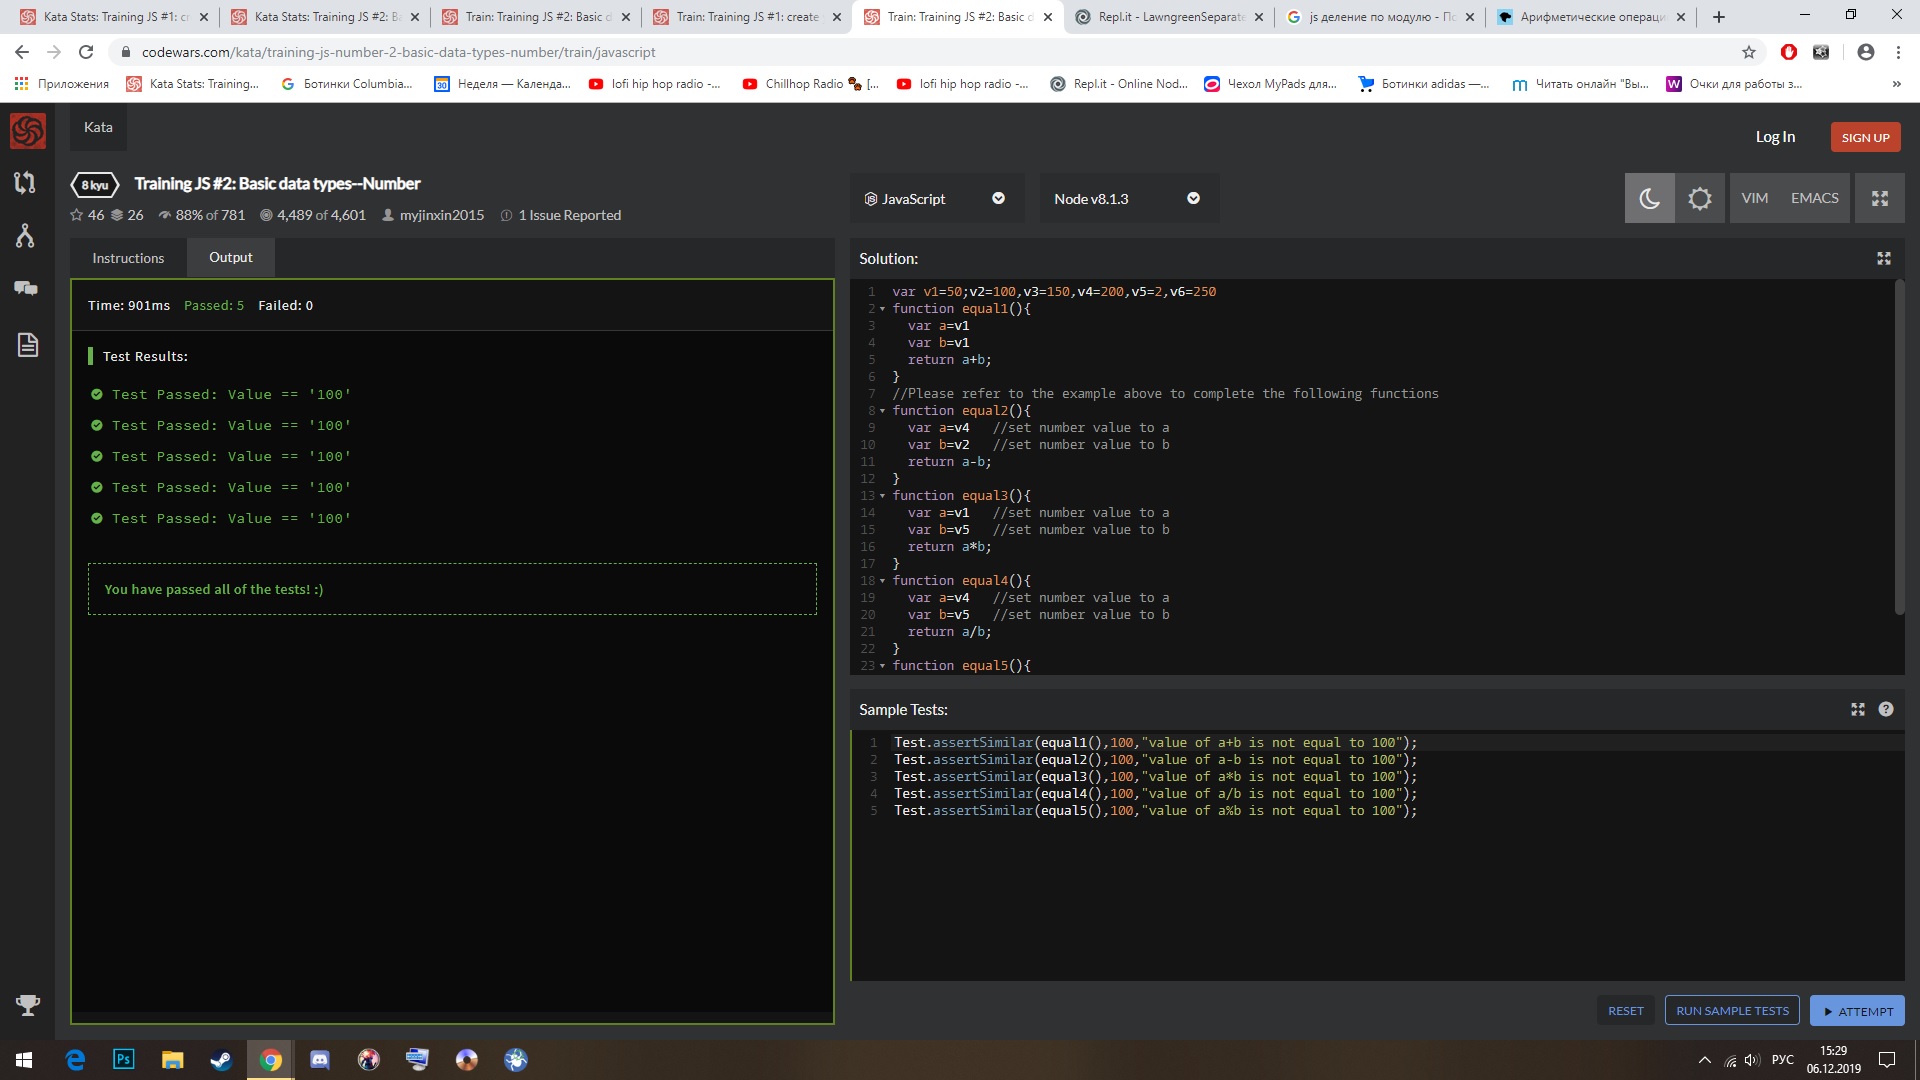 Kata Stats: Training JS #1: cr
Kata Stats: Training JS #2: Ba
Train: Training JS #2: Basic d
Train: Training JS #1: create
Train: Training JS #2: Basic d
Repl.it - LawngreenSeparate
js деление по модулю - По
Арифметические операци
codewars.com/kata/training-js-number-2-basic-data-types-number/train/javascript
Приложения
Kata Stats: Training...
Ботинки Columbia...
30
Неделя — Календа...
lofi hip hop radio -...
Chillhop Radio [...
lofi hip hop radio -...
Repl.it - Online Nod...
Чехол MyPads для...
Ботинки adidas —...
Читать онлайн "Вы...
W
Очки для работы з...
»
Kata
Log In
SIGN UP
8 kyu
Training JS #2: Basic data types--Number
46 26 88% of 781 4,489 of 4,601 myjinxin2015 1 Issue Reported
JavaScript
Node v8.1.3
VIM EMACS
Instructions
Output
Time: 901ms Passed: 5 Failed: 0
Test Results:
Test Passed: Value == '100'
Test Passed: Value == '100'
Test Passed: Value == '100'
Test Passed: Value == '100'
Test Passed: Value == '100'
You have passed all of the tests! :)
Solution:
1 var v1=50;v2=100,v3=150,v4=200,v5=2,v6=250
2 function equal1(){
3 var a=v1
4 var b=v1
5 return a+b;
6 }
7 //Please refer to the example above to complete the following functions
8 function equal2(){
9 var a=v4 //set number value to a
10 var b=v2 //set number value to b
11 return a-b;
12 }
13 function equal3(){
14 var a=v1 //set number value to a
15 var b=v5 //set number value to b
16 return a*b;
17 }
18 function equal4(){
19 var a=v4 //set number value to a
20 var b=v5 //set number value to b
21 return a/b;
22 }
23 function equal5(){
Sample Tests:
1 Test.assertSimilar(equal1(),100,"value of a+b is not equal to 100");
2 Test.assertSimilar(equal2(),100,"value of a-b is not equal to 100");
3 Test.assertSimilar(equal3(),100,"value of a*b is not equal to 100");
4 Test.assertSimilar(equal4(),100,"value of a/b is not equal to 100");
5 Test.assertSimilar(equal5(),100,"value of a%b is not equal to 100");
RESET
RUN SAMPLE TESTS
ATTEMPT
Ps
РУС
15:29
06.12.2019